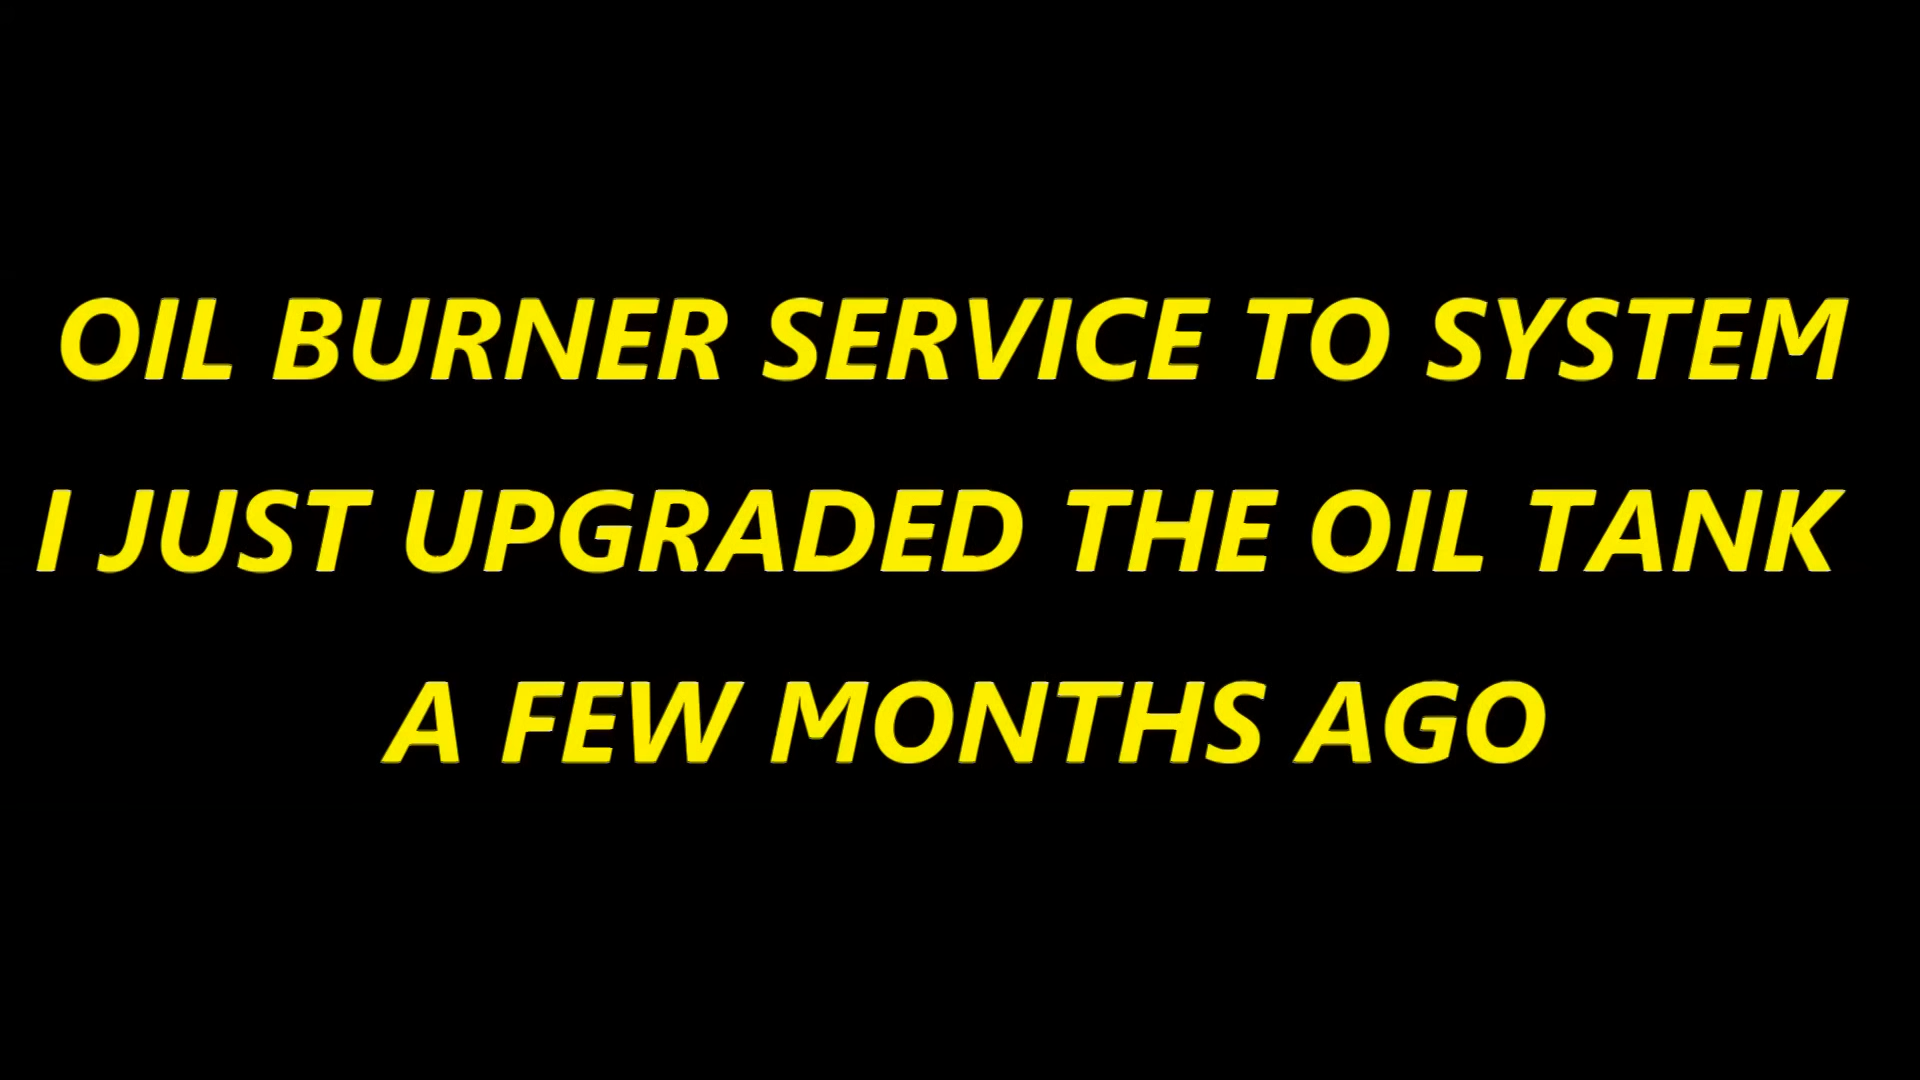 OIL BURNER SERVICE TO SYSTEM
I JUST UPGRADED THE OIL TANK
A FEW MONTHS AGO